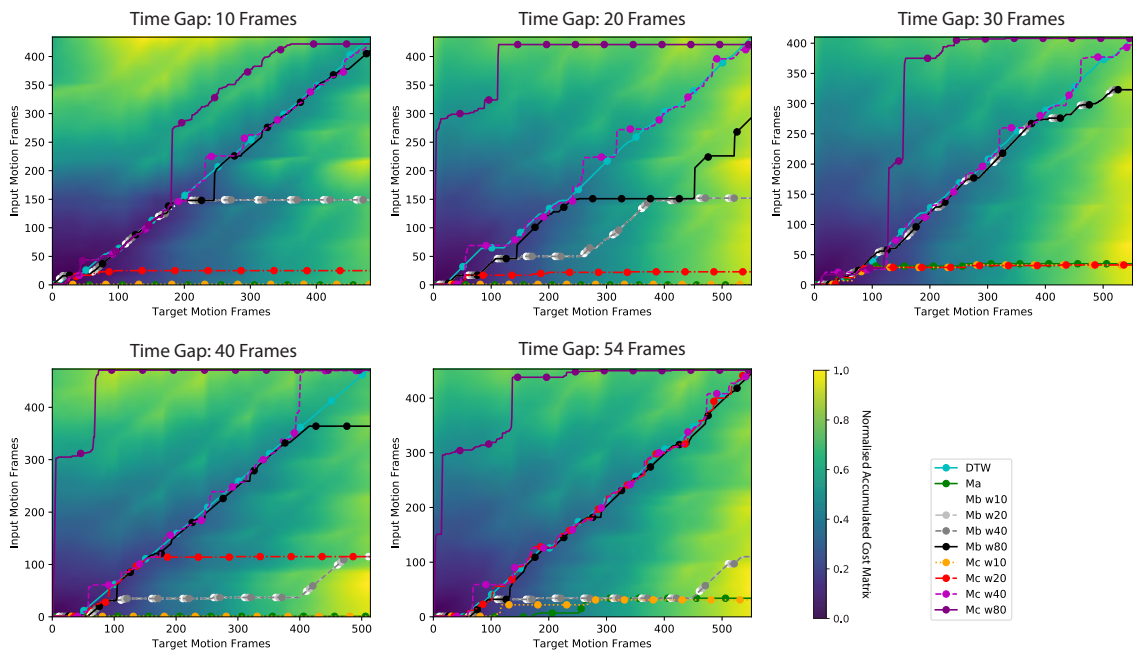 Time Gap: 10 Frames
Time Gap: 20 Frames
Time Gap: 30 Frames
Input Motion Frames
400
350
300
250
200
150
100
50
0
0 100 200 300 400
Target Motion Frames
Input Motion Frames
400
350
300
250
200
150
100
50
0
0 100 200 300 400 500
Target Motion Frames
Input Motion Frames
400
350
300
250
200
150
100
50
0
0 100 200 300 400 500
Target Motion Frames
Time Gap: 40 Frames
Time Gap: 54 Frames
Input Motion Frames
400
300
200
100
0
0 100 200 300 400 500
Target Motion Frames
Input Motion Frames
400
350
300
250
200
150
100
50
0
0 100 200 300 400 500
Target Motion Frames
1.0
0.8
0.6
0.4
0.2
0.0
Normalised Accumulated Cost Matrix
DTW
Ma
Mb w10
Mb w20
Mb w40
Mb w80
Mc w10
Mc w20
Mc w40
Mc w80